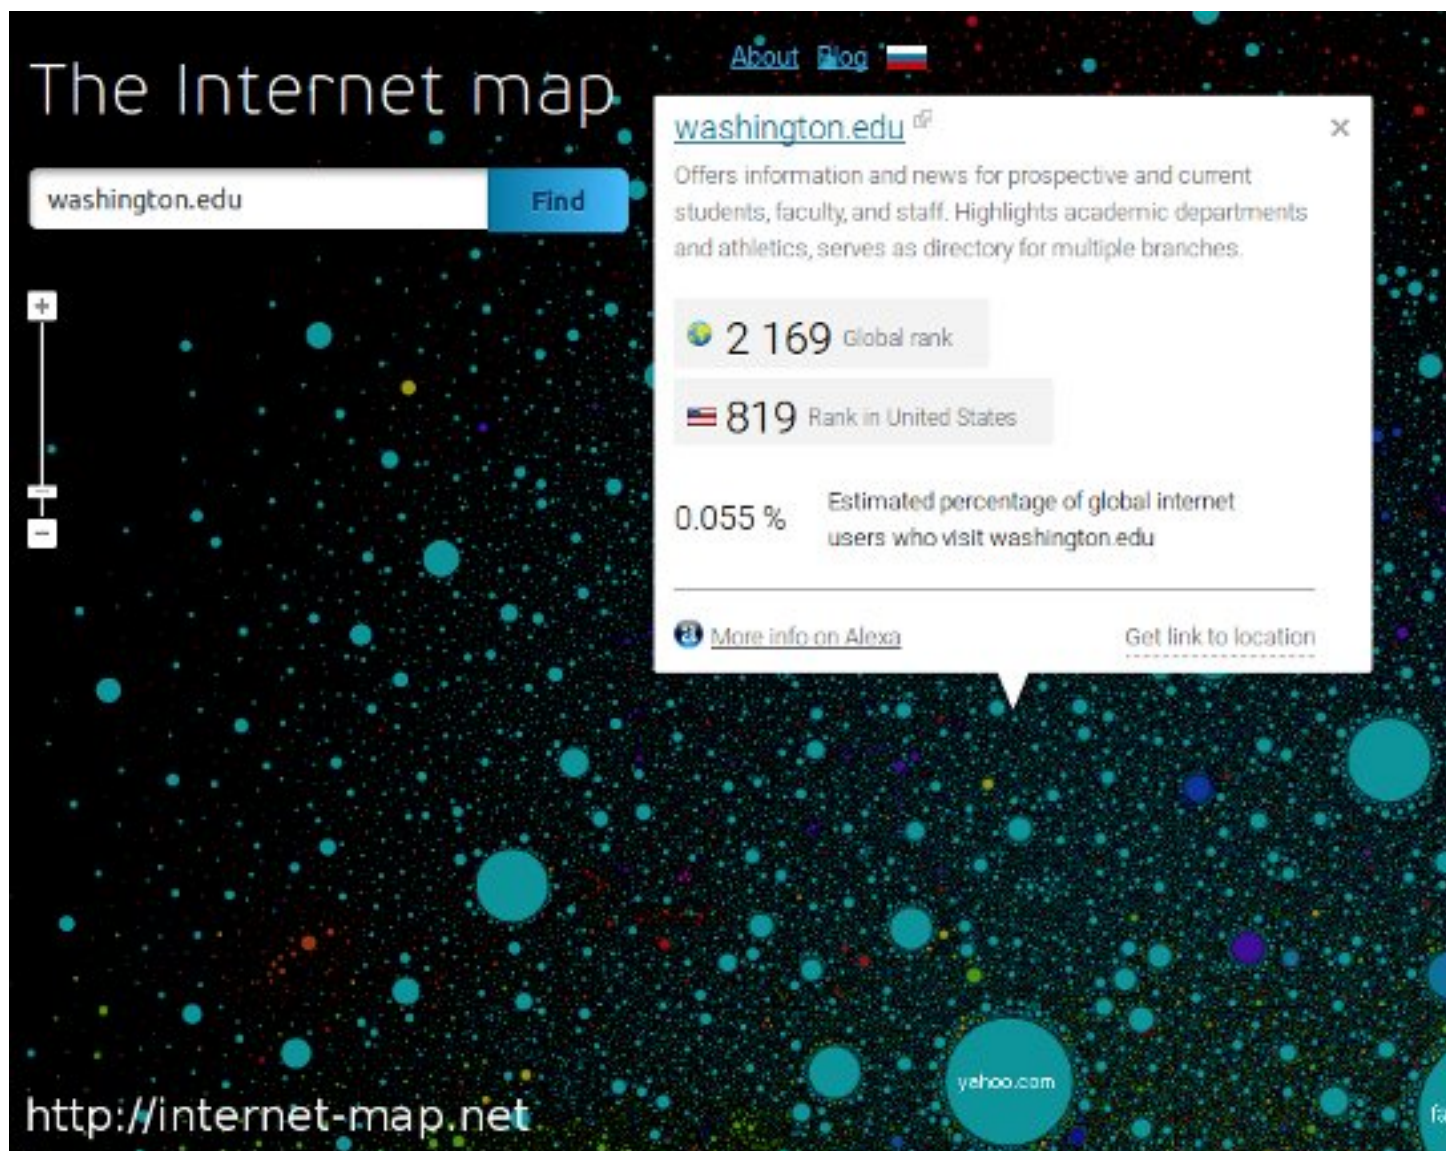 About Blog
The Internet map
washington.edu
Find
washington.edu
Offers information and news for prospective and current
students, faculty, and staff. Highlights academic departments
and athletics, serves as directory for multiple branches.
2 169 Global rank
819 Rank in United States
0.055 %
Estimated percentage of global internet
users who visit washington.edu
More info on Alexa
Get link to location
yahoo.com
http://internet-map.net